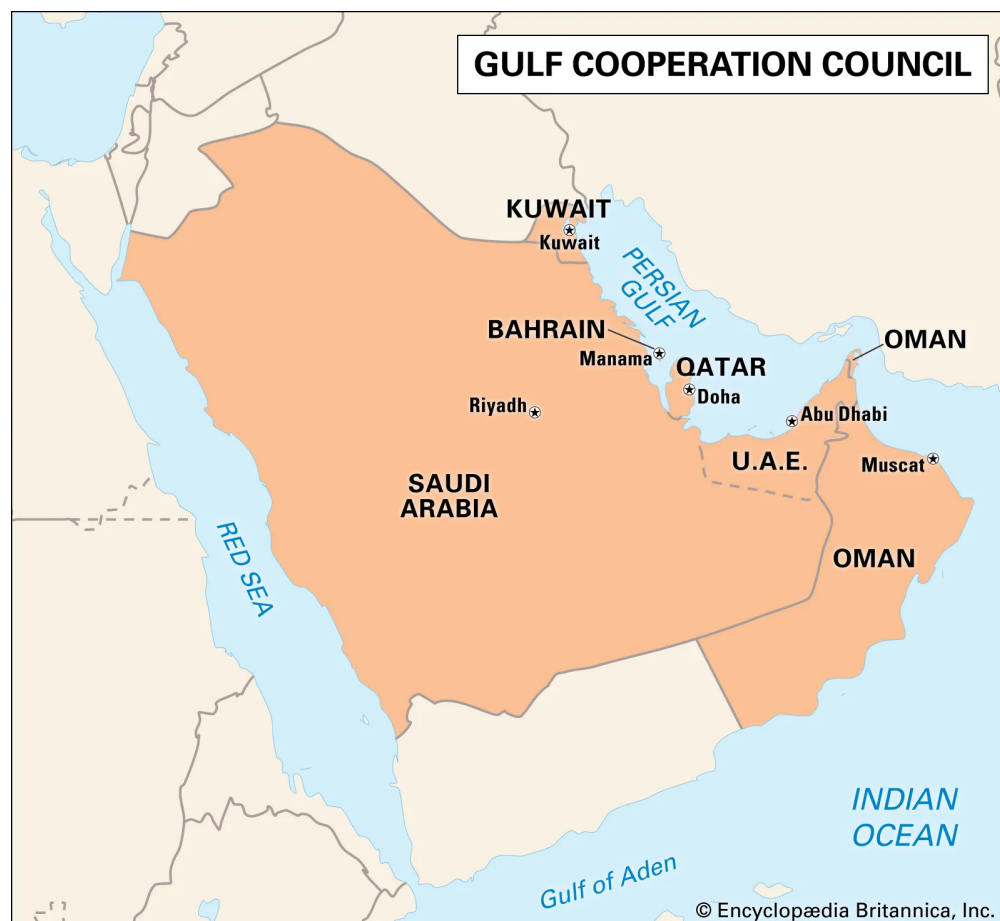 GULF COOPERATION COUNCIL
KUWAIT
Kuwait
PERSIAN
GULF
BAHRAIN
Manama
QATAR
Doha
OMAN
Riyadh
Abu Dhabi
U.A.E.
Muscat
SAUDI
ARABIA
OMAN
RED SEA
INDIAN
OCEAN
Gulf of Aden
© Encyclopædia Britannica, Inc.